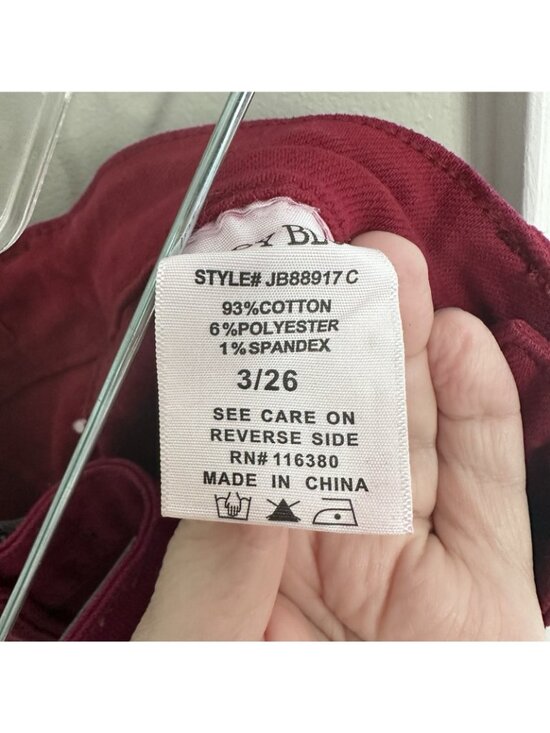 STYLE# JB88917 C
93%COTTON
6%POLYESTER
1%SPANDEX
3/26
SEE CARE ON
REVERSE SIDE
RN# 116380
MADE IN CHINA